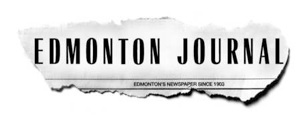 EDMONTON JOURNAL
EDMONTON'S NEWSPAPER SINCE 1903